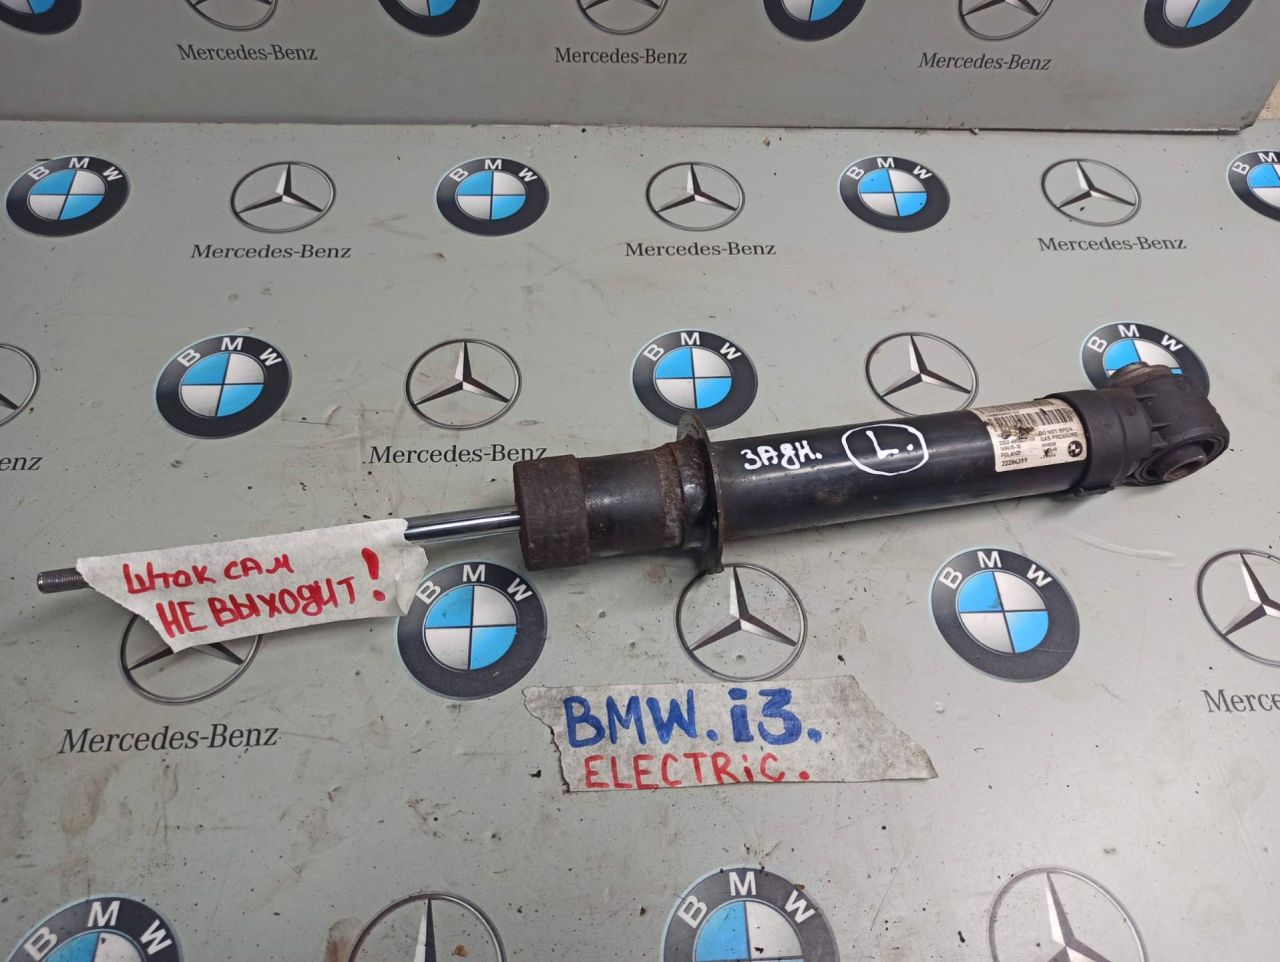 Mercedes-Benz
Mercedes-Benz
Mercedes-Benz
BMW
BMW
BMW
Mercedes-Benz
Mercedes-Benz
Mercedes-Benz
BMW
BMW
BMW
ЗАДН.
L.
DO NOT OPEN
GAS PRESSURE
POLAND
22284399
Шток САМ
НЕ ВЫХОДИТ!
BMW
BMW
Mercedes-Benz
BMW.i3.
ELECTRiC.
BMW
BMW